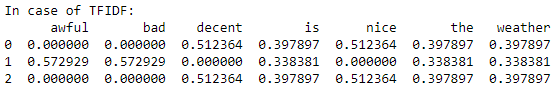 In case of TFIDF:
awful bad decent is nice the weather
0 0.000000 0.000000 0.512364 0.397897 0.512364 0.397897 0.397897
1 0.572929 0.572929 0.000000 0.338381 0.000000 0.338381 0.338381
2 0.000000 0.000000 0.512364 0.397897 0.512364 0.397897 0.397897